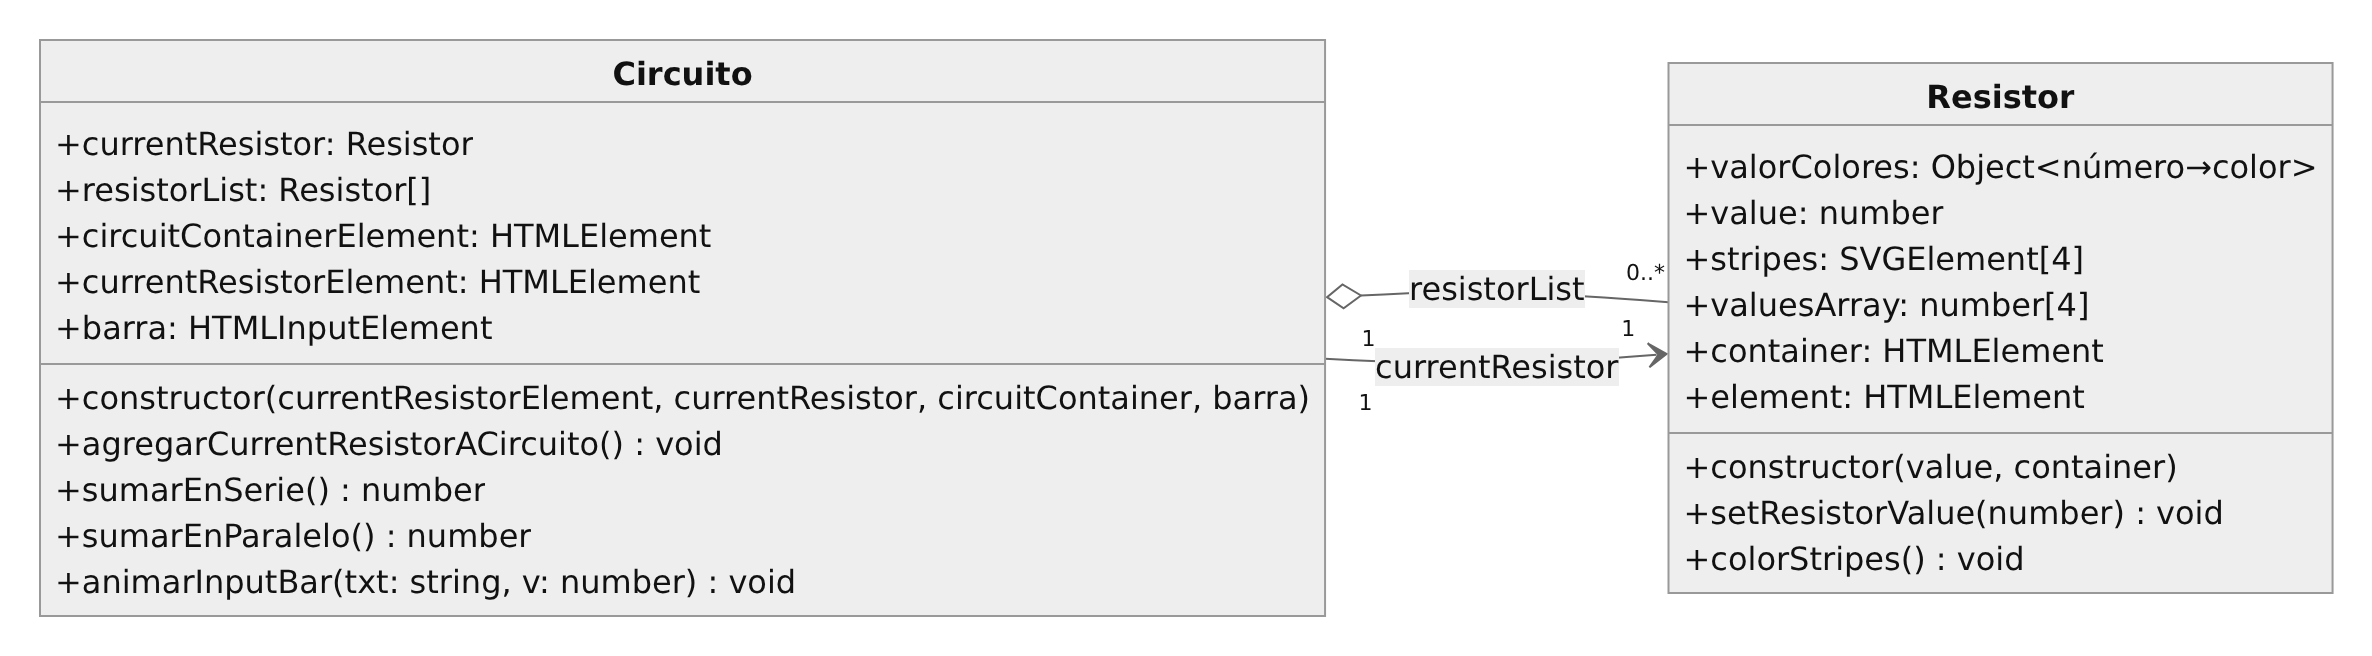 Circuito
+currentResistor: Resistor
+resistorList: Resistor[]
+circuitContainerElement: HTMLElement
+currentResistorElement: HTMLElement
+barra: HTMLInputElement
+constructor(currentResistorElement, currentResistor, circuitContainer, barra)
+agregarCurrentResistorACircuito() : void
+sumarEnSerie() : number
+sumarEnParalelo() : number
+animarInputBar(txt: string, v: number) : void
resistorList
0..*
1
1
currentResistor
1
Resistor
+valorColores: Object<número→color>
+value: number
+stripes: SVGElement[4]
+valuesArray: number[4]
+container: HTMLElement
+element: HTMLElement
+constructor(value, container)
+setResistorValue(number) : void
+colorStripes() : void